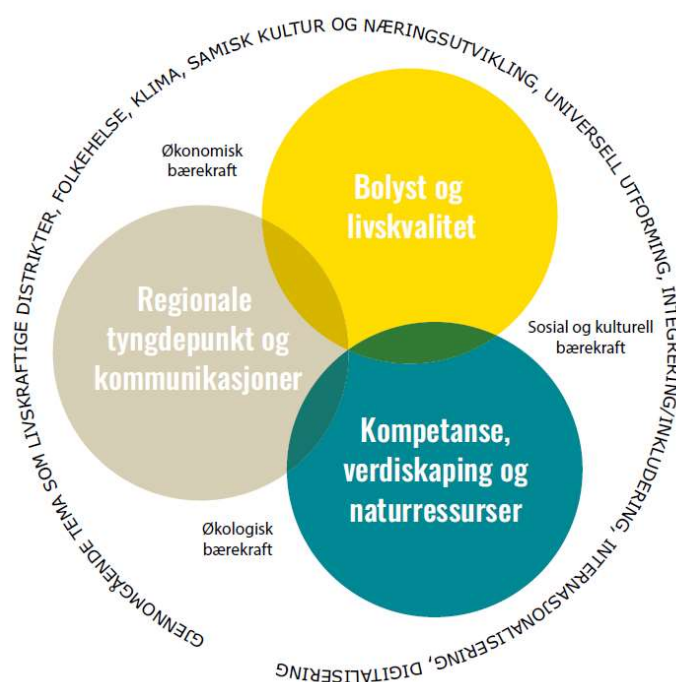 GJENNOMGÅENDE TEMA SOM LIVSKRAFTIGE DISTRIKTER, FOLKEHELSE, KLIMA, SAMISK KULTUR OG NÆRINGSUTVIKLING, UNIVERSELL UTFORMING, INTEGRERING/INKLUDERING, INTERNASJONALISERING, DIGITALISERING
Økonomisk
bærekraft
Bolyst og
livskvalitet
Regionale
tyngdepunkt og
kommunikasjoner
Sosial og kulturell
bærekraft
Kompetanse,
verdiskaping og
naturressurser
Økologisk
bærekraft